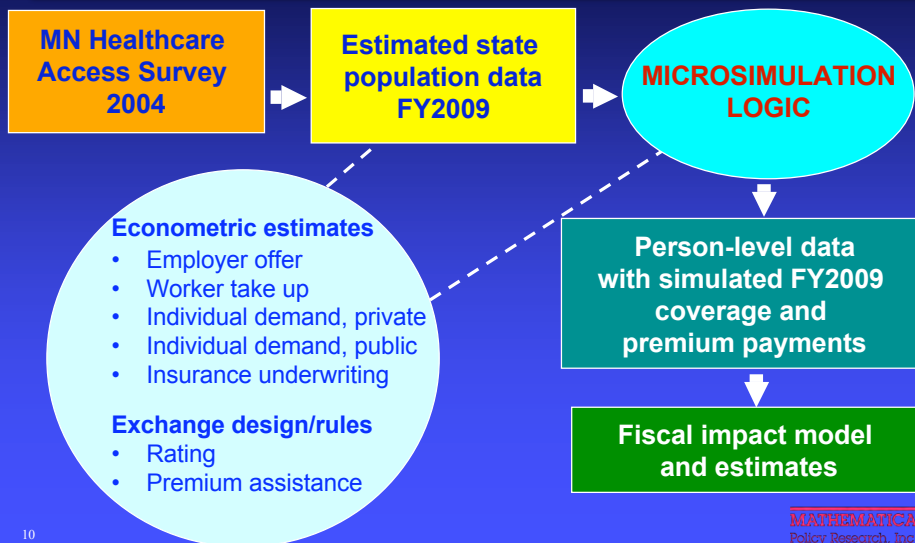 MN Healthcare
Access Survey
2004
Estimated state
population data
FY2009
MICROSIMULATION
LOGIC
Econometric estimates
• Employer offer
• Worker take up
• Individual demand, private
• Individual demand, public
• Insurance underwriting
Exchange design/rules
• Rating
• Premium assistance
Person-level data
with simulated FY2009
coverage and
premium payments
Fiscal impact model
and estimates
10
MATHEMATICA
Policy Research, Inc